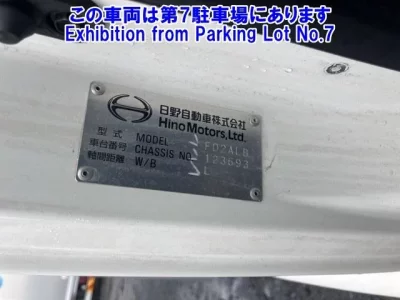 この車両は第7駐車場にあります
Exhibition from Parking Lot No.7
日野自動車株式会社
Hino Motors, Ltd.
型式 MODEL FD2ALB
車台番号 CHASSIS NO. 123593
軸間距離 W/B L